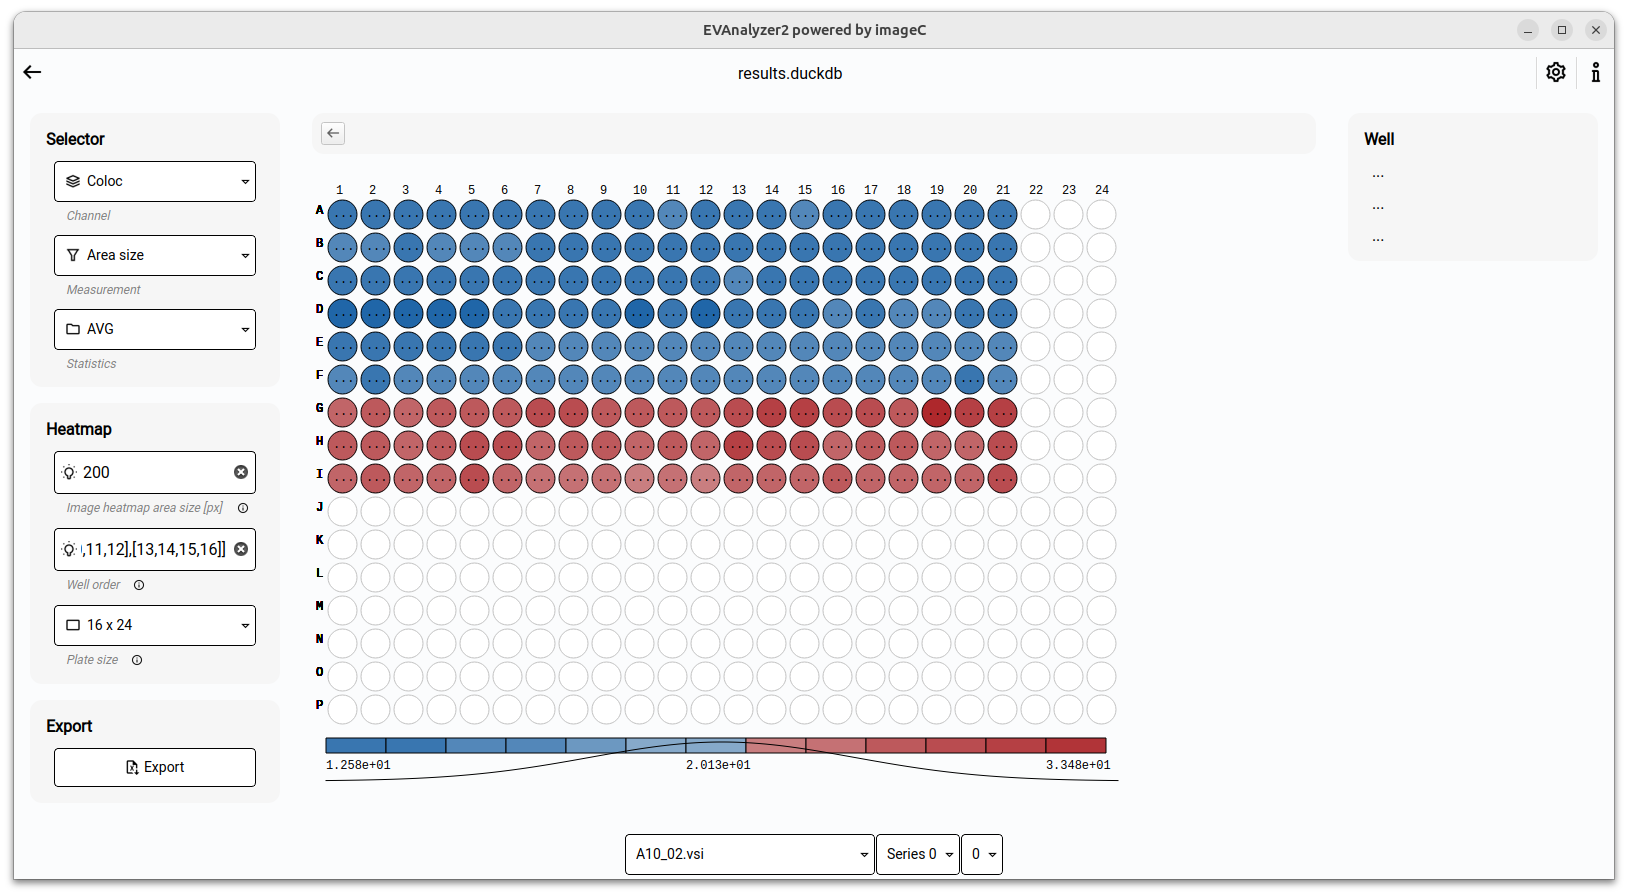 EVAnalyzer2 powered by imageC
results.duckdb
Selector
Coloc
Channel
Area size
Measurement
AVG
Statistics
Heatmap
200
Image heatmap area size [px]
,11,12],[13,14,15,16]]
Well order
16 x 24
Plate size
Export
Export
1 2 3 4 5 6 7 8 9 10 11 12 13 14 15 16 17 18 19 20 21 22 23 24
A ... ... ... ... ... ... ... ... ... ... ... ... ... ... ... ... ... ... ... ... ...
B ... ... ... ... ... ... ... ... ... ... ... ... ... ... ... ... ... ... ... ... ...
C ... ... ... ... ... ... ... ... ... ... ... ... ... ... ... ... ... ... ... ... ...
D ... ... ... ... ... ... ... ... ... ... ... ... ... ... ... ... ... ... ... ... ...
E ... ... ... ... ... ... ... ... ... ... ... ... ... ... ... ... ... ... ... ... ...
F ... ... ... ... ... ... ... ... ... ... ... ... ... ... ... ... ... ... ... ... ...
G ... ... ... ... ... ... ... ... ... ... ... ... ... ... ... ... ... ... ... ... ...
H ... ... ... ... ... ... ... ... ... ... ... ... ... ... ... ... ... ... ... ... ...
I ... ... ... ... ... ... ... ... ... ... ... ... ... ... ... ... ... ... ... ... ...
J
K
L
M
N
O
P
1.258e+01 2.013e+01 3.348e+01
A10_02.vsi Series 0 0
Well
...
...
...